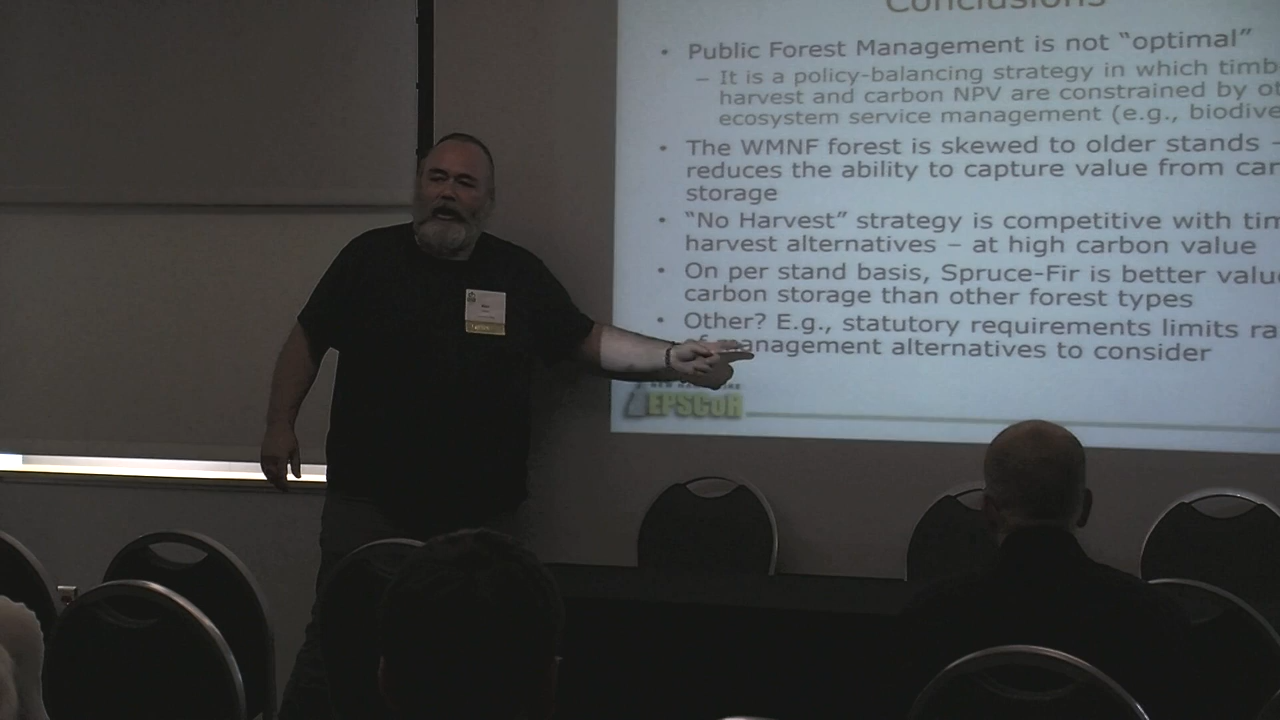 Conclusions
• Public Forest Management is not “optimal”
– It is a policy-balancing strategy in which timb
harvest and carbon NPV are constrained by ot
ecosystem service management (e.g., biodive
• The WMNF forest is skewed to older stands –
reduces the ability to capture value from car
storage
• “No Harvest” strategy is competitive with tim
harvest alternatives – at high carbon value
• On per stand basis, Spruce-Fir is better valu
carbon storage than other forest types
• Other? E.g., statutory requirements limits ra
of management alternatives to consider
NEW HAMPSHIRE
EPSCoR